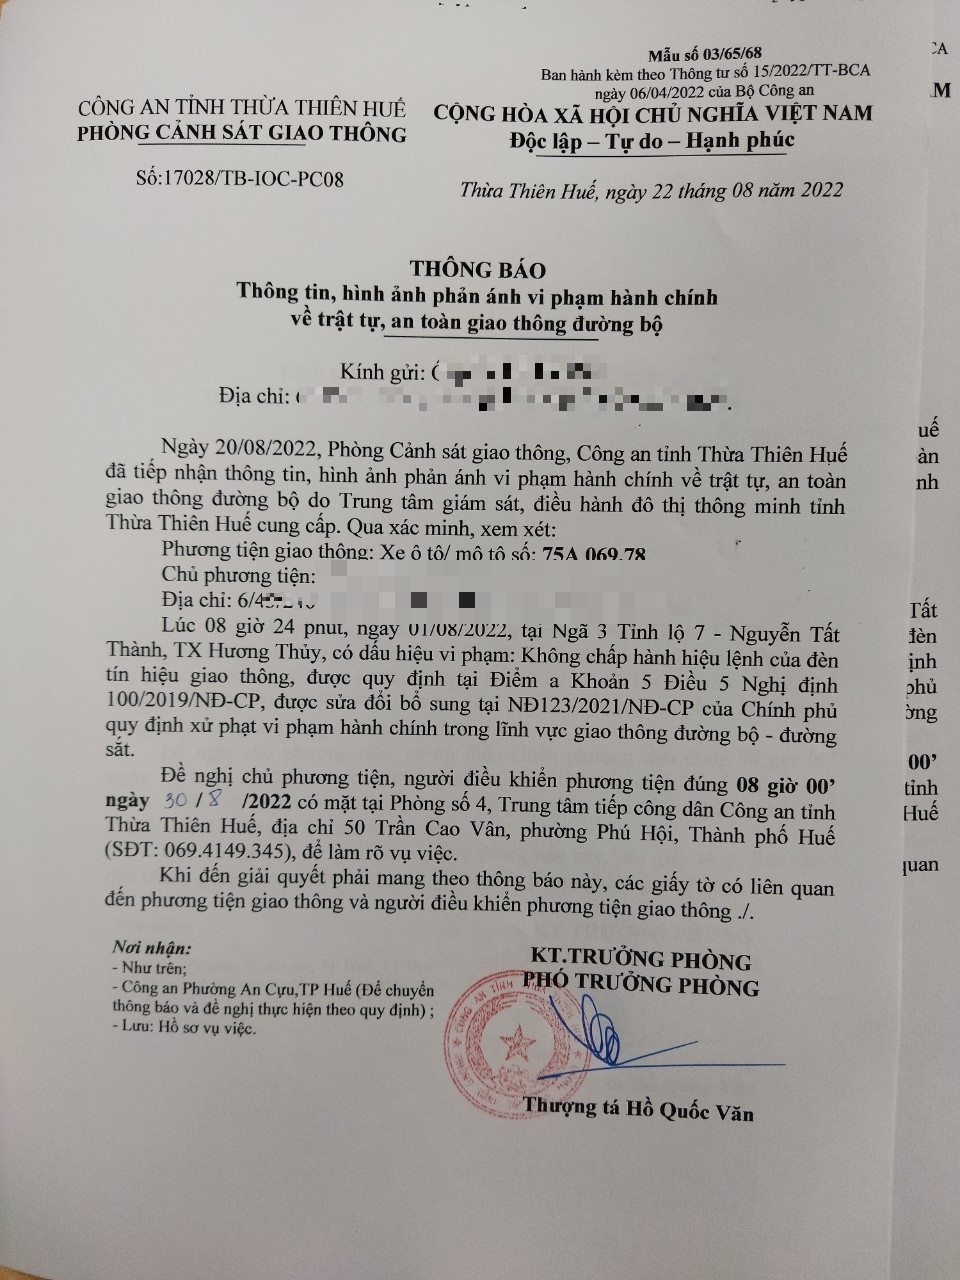 Mẫu số 03/65/68
Ban hành kèm theo Thông tư số 15/2022/TT-BCA
ngày 06/04/2022 của Bộ Công an
CÔNG AN TỈNH THỪA THIÊN HUẾ
PHÒNG CẢNH SÁT GIAO THÔNG
CỘNG HÒA XÃ HỘI CHỦ NGHĨA VIỆT NAM
Độc lập – Tự do – Hạnh phúc
Số:17028/TB-IOC-PC08
Thừa Thiên Huế, ngày 22 tháng 08 năm 2022
THÔNG BÁO
Thông tin, hình ảnh phản ánh vi phạm hành chính
về trật tự, an toàn giao thông đường bộ
Kính gửi:
Địa chỉ:
Ngày 20/08/2022, Phòng Cảnh sát giao thông, Công an tỉnh Thừa Thiên Huế
đã tiếp nhận thông tin, hình ảnh phản ánh vi phạm hành chính về trật tự, an toàn
giao thông đường bộ do Trung tâm giám sát, điều hành đô thị thông minh tỉnh
Thừa Thiên Huế cung cấp. Qua xác minh, xem xét:
Phương tiện giao thông: Xe ô tô/ mô tô số: 75A 069.78
Chủ phương tiện:
Địa chỉ: 6/
Lúc 08 giờ 24 phút, ngày 01/08/2022, tại Ngã 3 Tỉnh lộ 7 - Nguyễn Tất
Thành, TX Hương Thủy, có dấu hiệu vi phạm: Không chấp hành hiệu lệnh của đèn
tín hiệu giao thông, được quy định tại Điểm a Khoản 5 Điều 5 Nghị định
100/2019/NĐ-CP, được sửa đổi bổ sung tại NĐ123/2021/NĐ-CP của Chính phủ
quy định xử phạt vi phạm hành chính trong lĩnh vực giao thông đường bộ - đường
sắt.
Đề nghị chủ phương tiện, người điều khiển phương tiện đúng 08 giờ 00’
ngày 30 / 8 /2022 có mặt tại Phòng số 4, Trung tâm tiếp công dân Công an tỉnh
Thừa Thiên Huế, địa chỉ 50 Trần Cao Vân, phường Phú Hội, Thành phố Huế
(SĐT: 069.4149.345), để làm rõ vụ việc.
Khi đến giải quyết phải mang theo thông báo này, các giấy tờ có liên quan
đến phương tiện giao thông và người điều khiển phương tiện giao thông ./.
Nơi nhận:
- Như trên;
- Công an Phường An Cựu,TP Huế (Để chuyển
thông báo và đề nghị thực hiện theo quy định) ;
- Lưu: Hồ sơ vụ việc.
KT.TRƯỞNG PHÒNG
PHÓ TRƯỞNG PHÒNG
Thượng tá Hồ Quốc Văn
CA
M
uế
àn
nh
Tất
đèn
ịnh
phủ
ờng
00’
tỉnh
Huế
quan